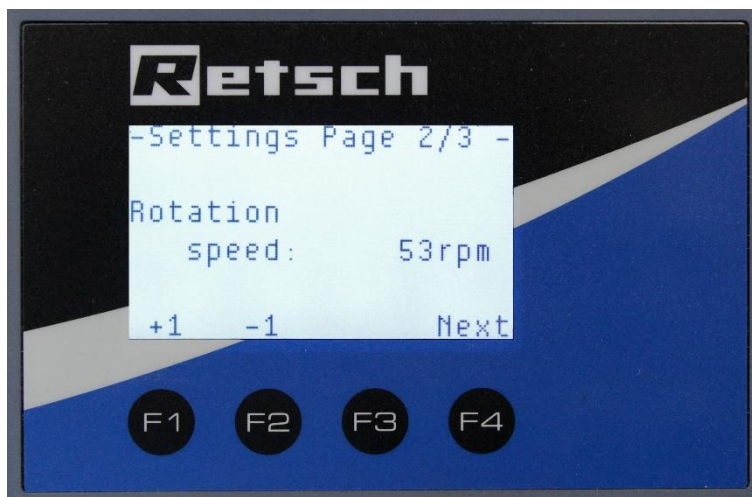 Retsch
-Settings Page 2/3 -
Rotation
speed: 53rpm
+1 -1 Next
F1 F2 F3 F4